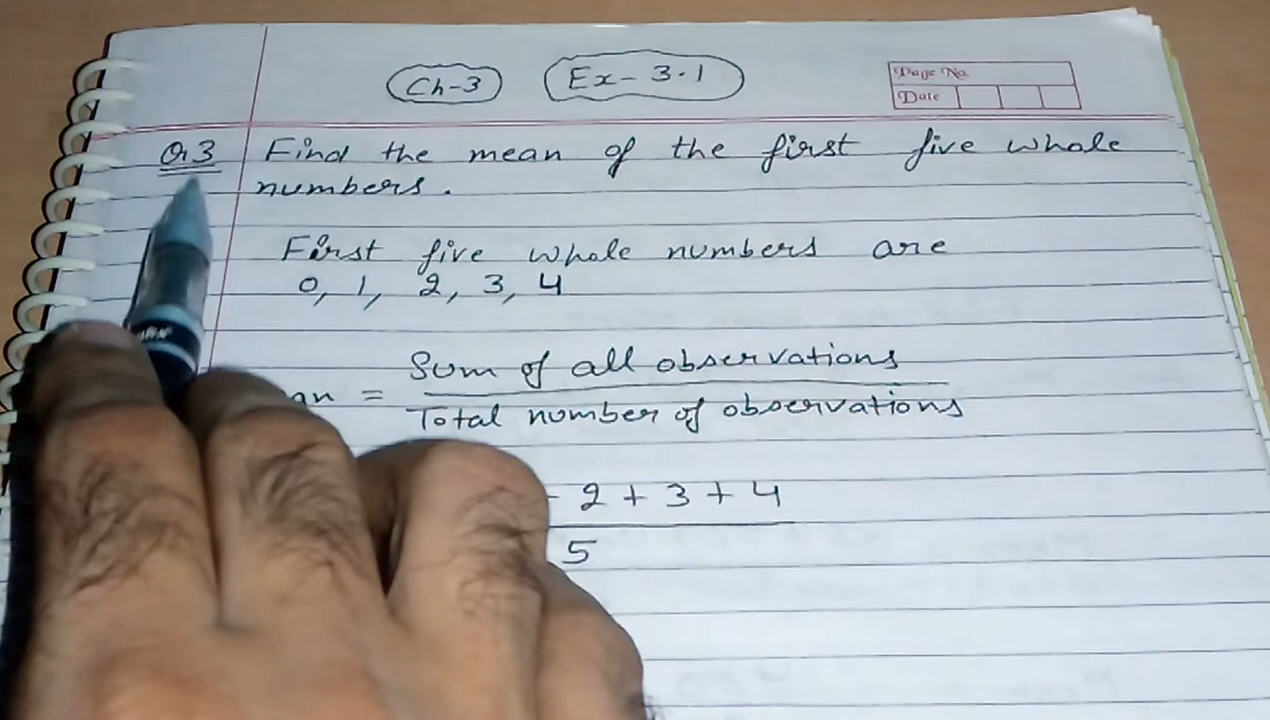 Ch-3 Ex-3.1
Page No.
Date
Q.3 Find the mean of the first five whole
numbers.
First five whole numbers are
0, 1, 2, 3, 4
= Sum of all observations
Total number of observations
2 + 3 + 4
5